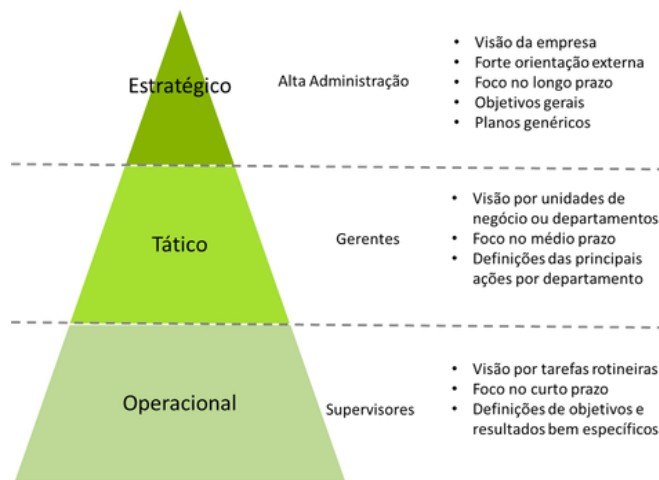 Estratégico
Alta Administração
• Visão da empresa
• Forte orientação externa
• Foco no longo prazo
• Objetivos gerais
• Planos genéricos
Tático
Gerentes
• Visão por unidades de
negócio ou departamentos
• Foco no médio prazo
• Definições das principais
ações por departamento
Operacional
Supervisores
• Visão por tarefas rotineiras
• Foco no curto prazo
• Definições de objetivos e
resultados bem específicos